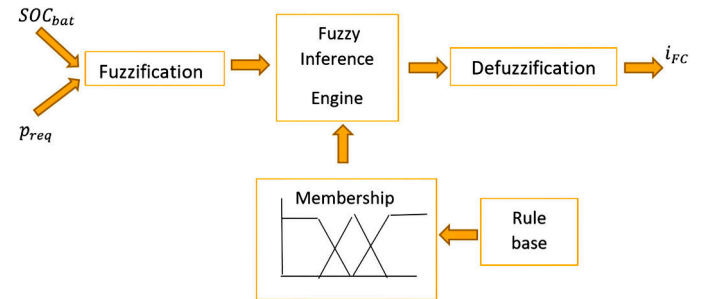 SOC_bat
Fuzzification
p_req
Fuzzy
Inference
Engine
Defuzzification
i_FC
Membership
Rule
base